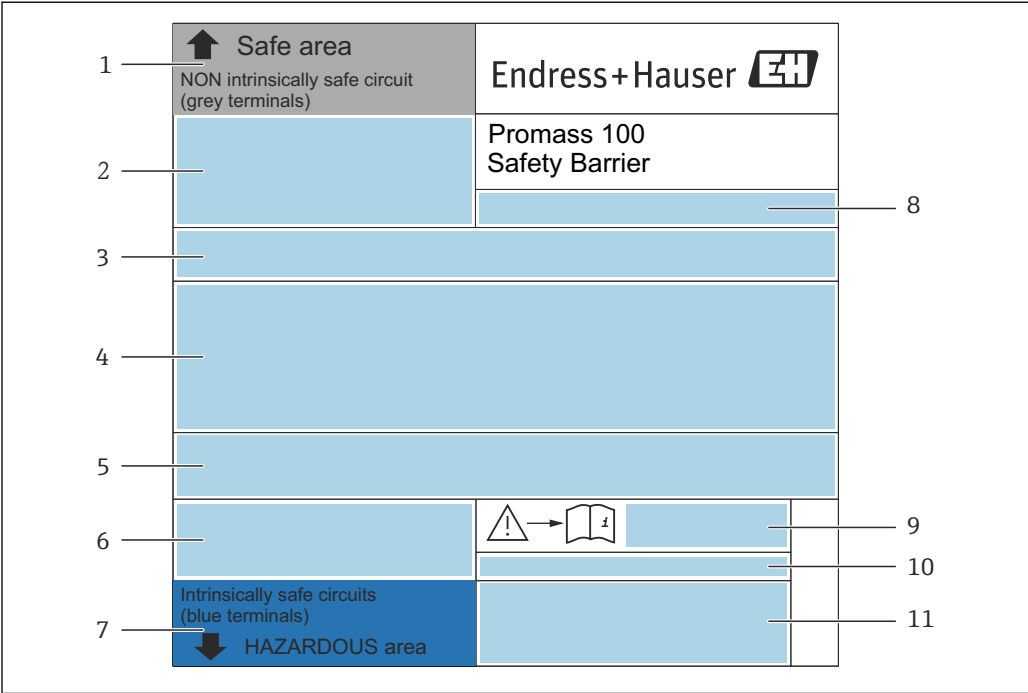 1
Safe area
NON intrinsically safe circuit
(grey terminals)
Endress+Hauser EH
Promass 100
Safety Barrier
2
8
3
4
5
6
i
9
10
Intrinsically safe circuits
(blue terminals)
7
HAZARDOUS area
11